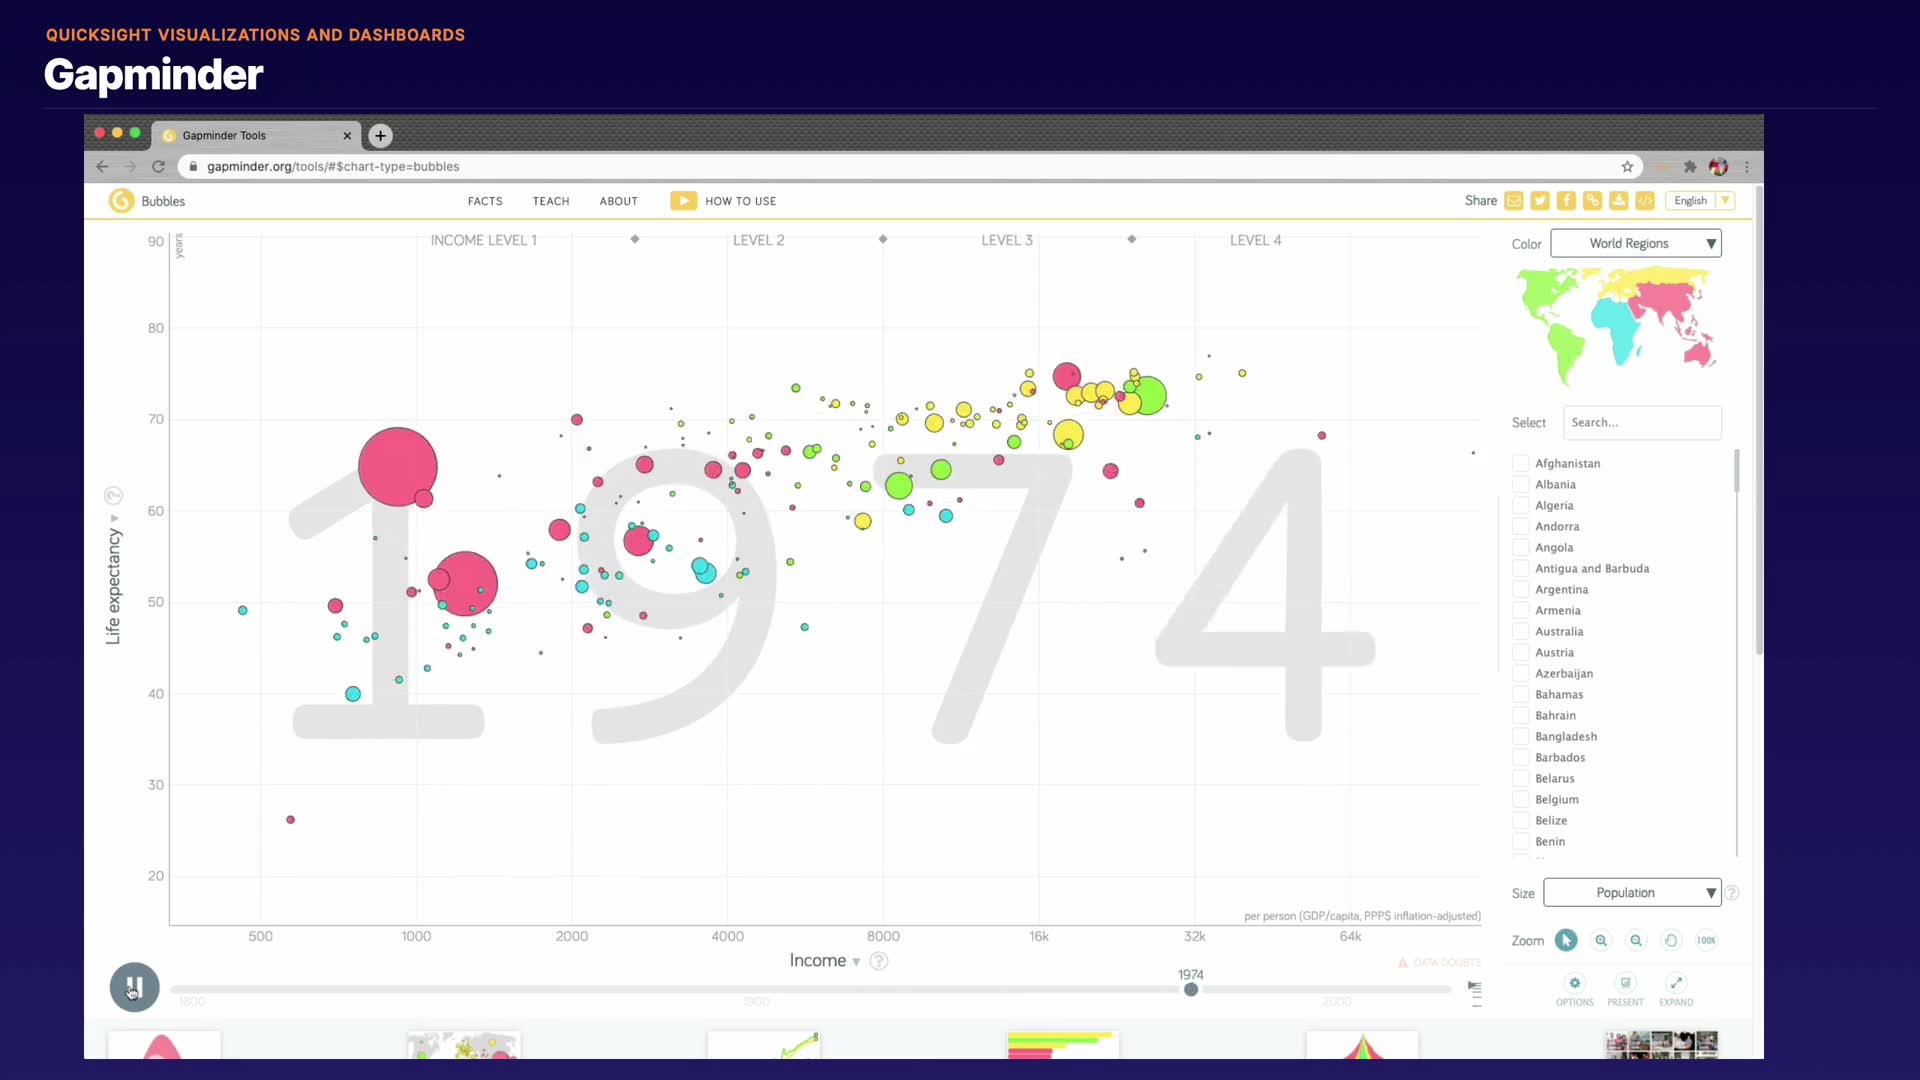 QUICKSIGHT VISUALIZATIONS AND DASHBOARDS
Gapminder
Gapminder Tools
gapminder.org/tools/#$chart-type=bubbles
Bubbles FACTS TEACH ABOUT HOW TO USE Share English
90 years INCOME LEVEL 1 LEVEL 2 LEVEL 3 LEVEL 4
Color World Regions
80
70
60
50
40
30
20
Life expectancy
1974
Select Search...
Afghanistan
Albania
Algeria
Andorra
Angola
Antigua and Barbuda
Argentina
Armenia
Australia
Austria
Azerbaijan
Bahamas
Bahrain
Bangladesh
Barbados
Belarus
Belgium
Belize
Benin
Size Population
per person (GDP/capita, PPP$ inflation-adjusted)
500 1000 2000 4000 8000 16k 32k 64k
Income
DATA DOUBTS
Zoom 100%
1974
1800 1900 2000
OPTIONS PRESENT EXPAND